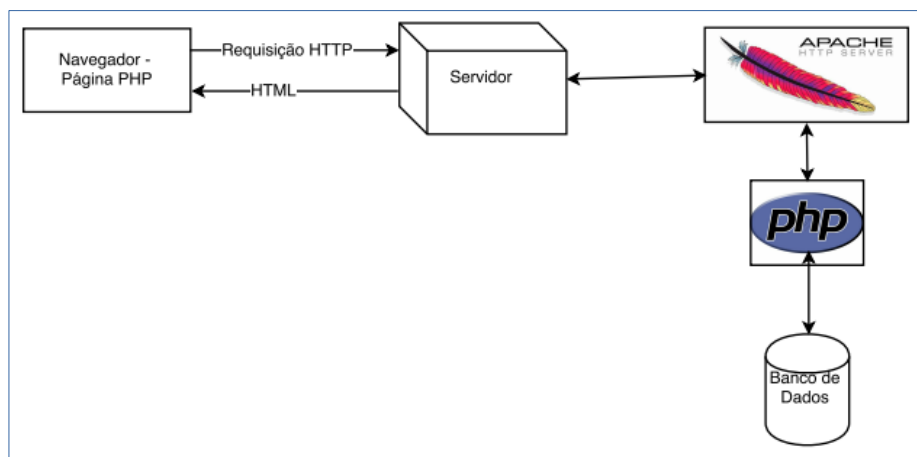 Navegador -
Página PHP
Requisição HTTP
HTML
Servidor
APACHE
HTTP SERVER
php
Banco de
Dados